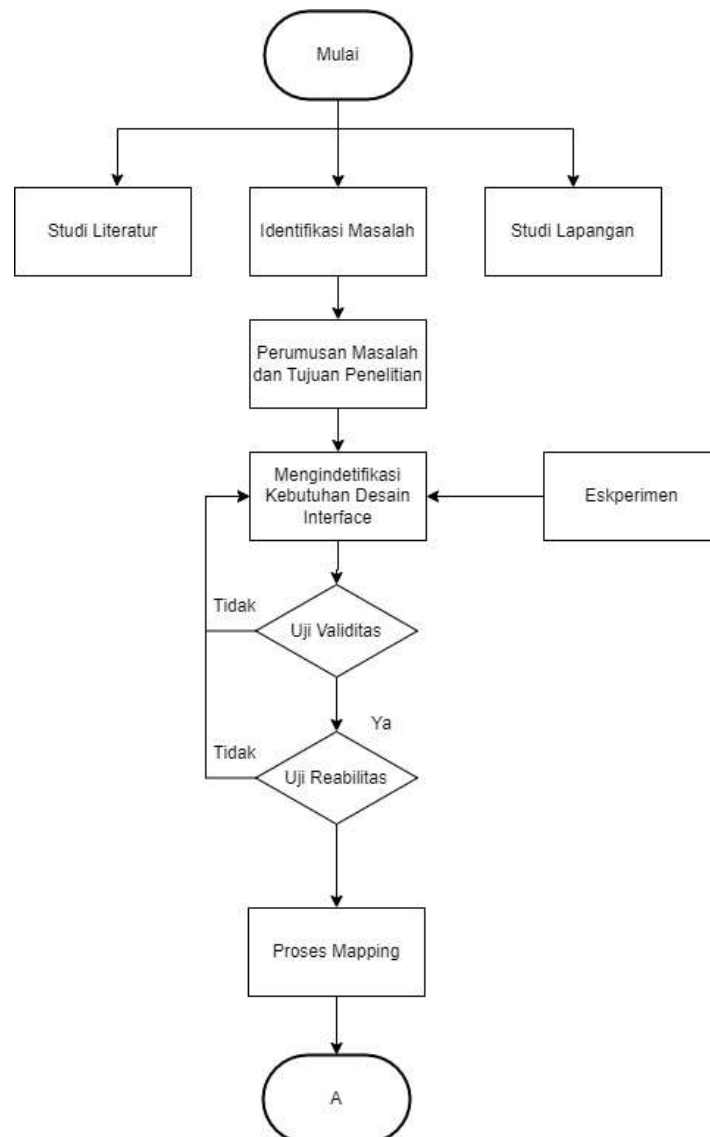 Mulai
Studi Literatur
Identifikasi Masalah
Studi Lapangan
Perumusan Masalah
dan Tujuan Penelitian
Mengindetifikasi
Kebutuhan Desain
Interface
Eskperimen
Tidak
Uji Validitas
Ya
Tidak
Uji Reabilitas
Proses Mapping
A